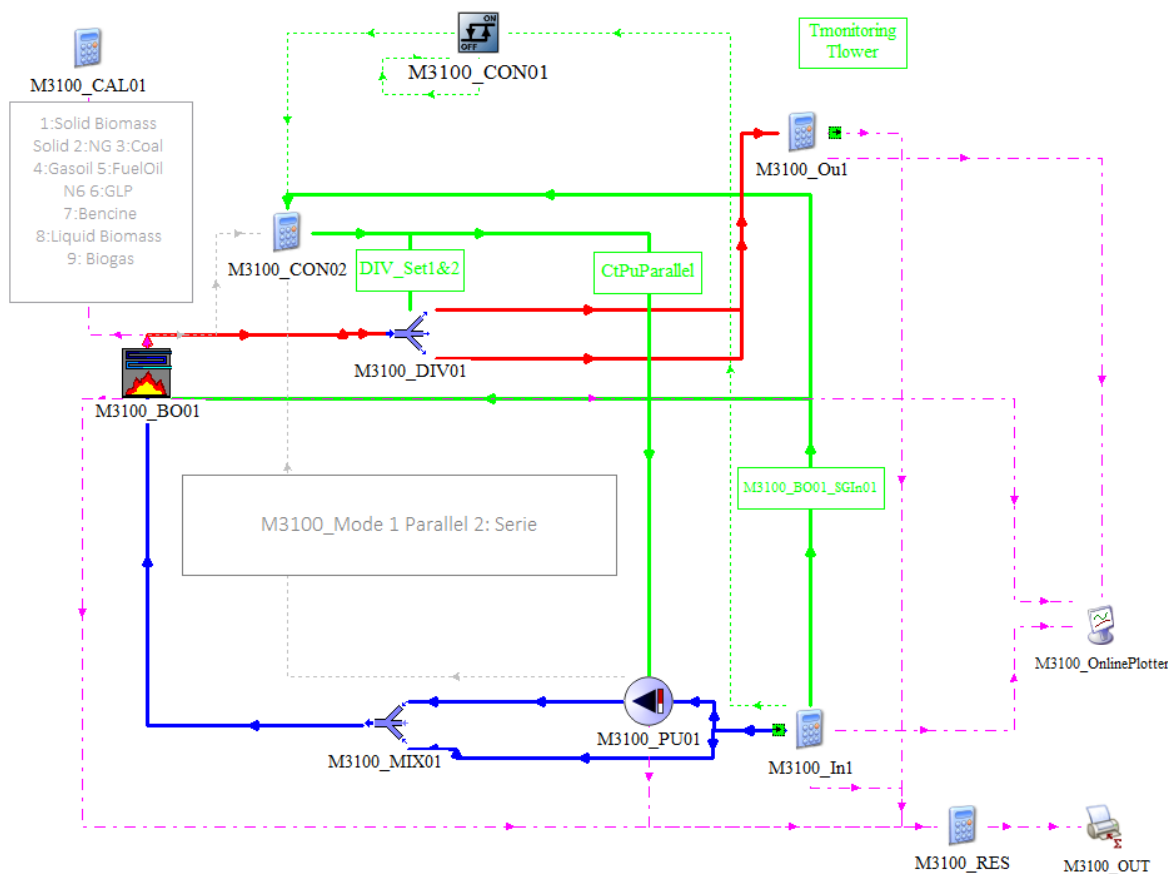 ON
OFF
M3100_CON01
Tmonitoring
Tlower
M3100_CAL01
1:Solid Biomass
Solid 2:NG 3:Coal
4:Gasoil 5:FuelOil
N6 6:GLP
7:Bencine
8:Liquid Biomass
9: Biogas
M3100_Ou1
M3100_CON02
DIV_Set1&2
CtPuParallel
M3100_DIV01
M3100_BO01
M3100_BO01_SGIn01
M3100_Mode 1 Parallel 2: Serie
M3100_OnlinePlotter
M3100_PU01
M3100_MIX01
M3100_In1
Σ
M3100_RES
M3100_OUT